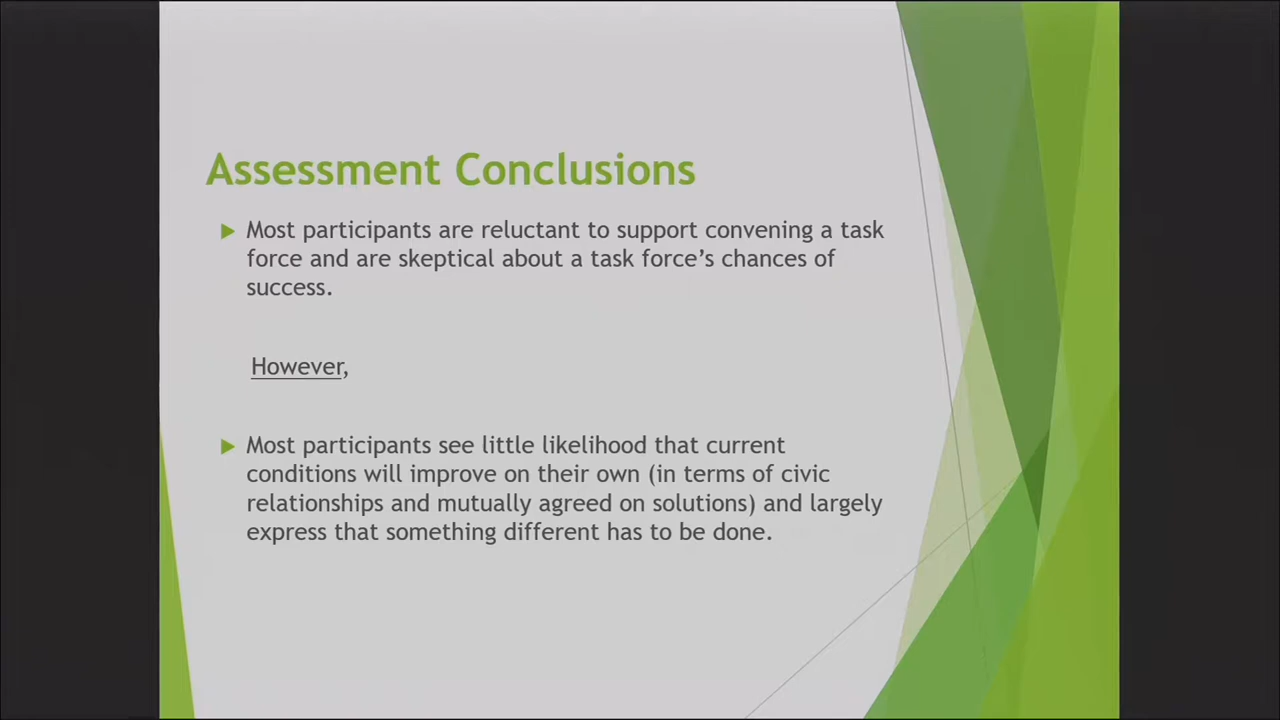 Assessment Conclusions
Most participants are reluctant to support convening a task
force and are skeptical about a task force’s chances of
success.
However,
Most participants see little likelihood that current
conditions will improve on their own (in terms of civic
relationships and mutually agreed on solutions) and largely
express that something different has to be done.